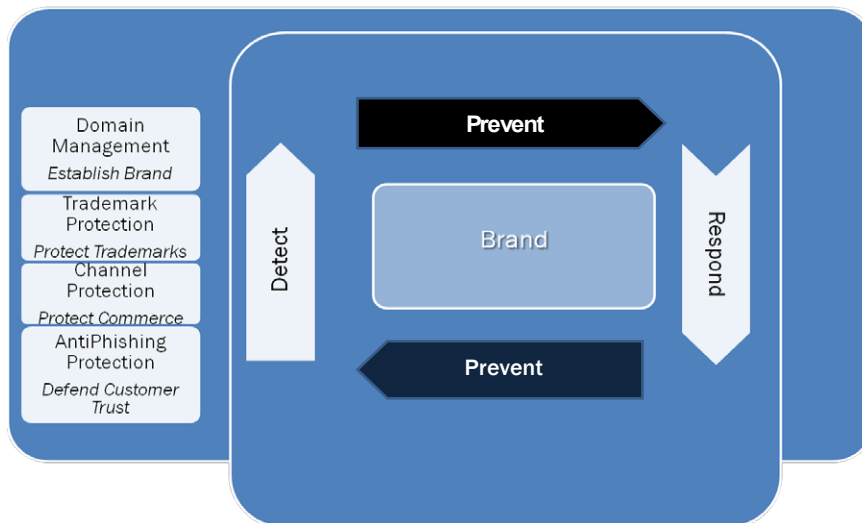 Domain
Management
Establish Brand
Trademark
Protection
Protect Trademarks
Channel
Protection
Protect Commerce
AntiPhishing
Protection
Defend Customer
Trust
Prevent
Detect
Brand
Respond
Prevent